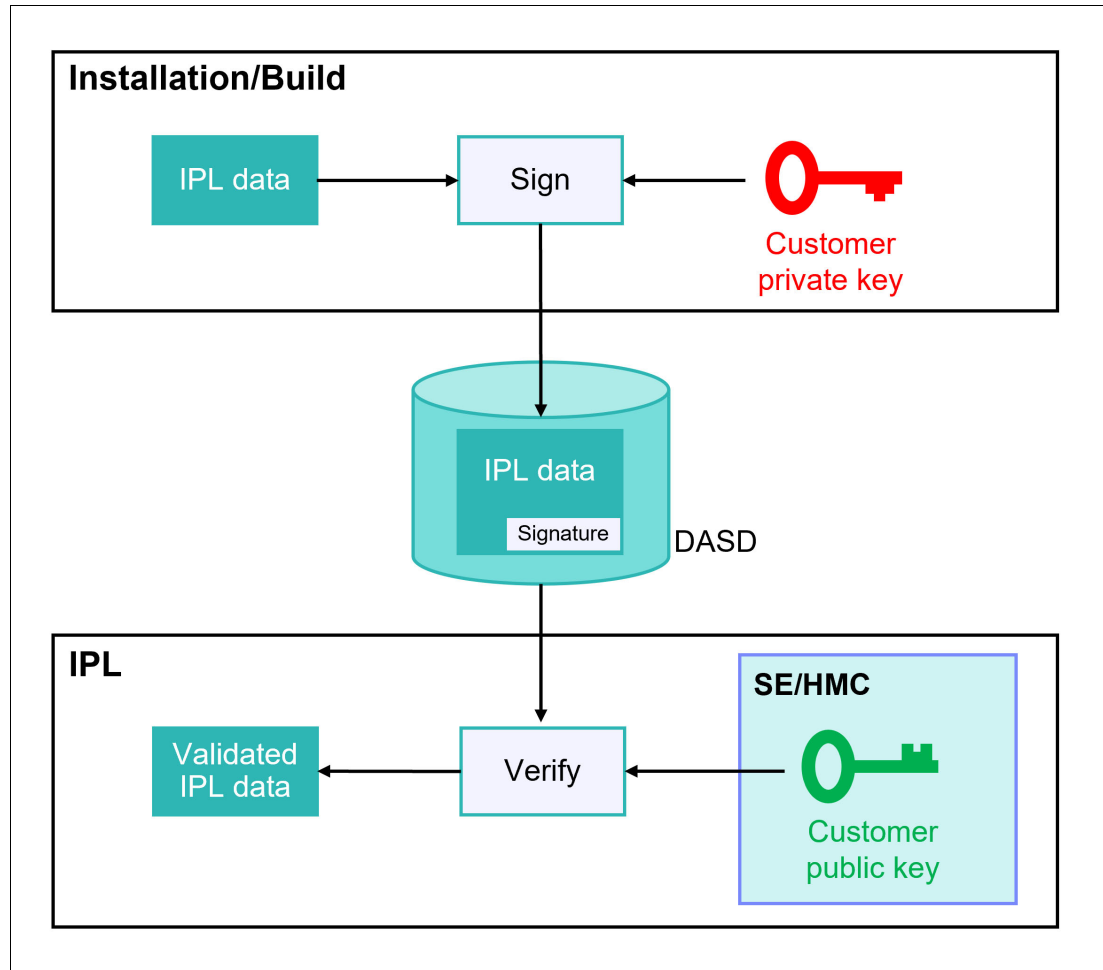 Installation/Build
IPL data
Sign
Customer
private key
IPL data
Signature
DASD
IPL
SE/HMC
Validated
IPL data
Verify
Customer
public key